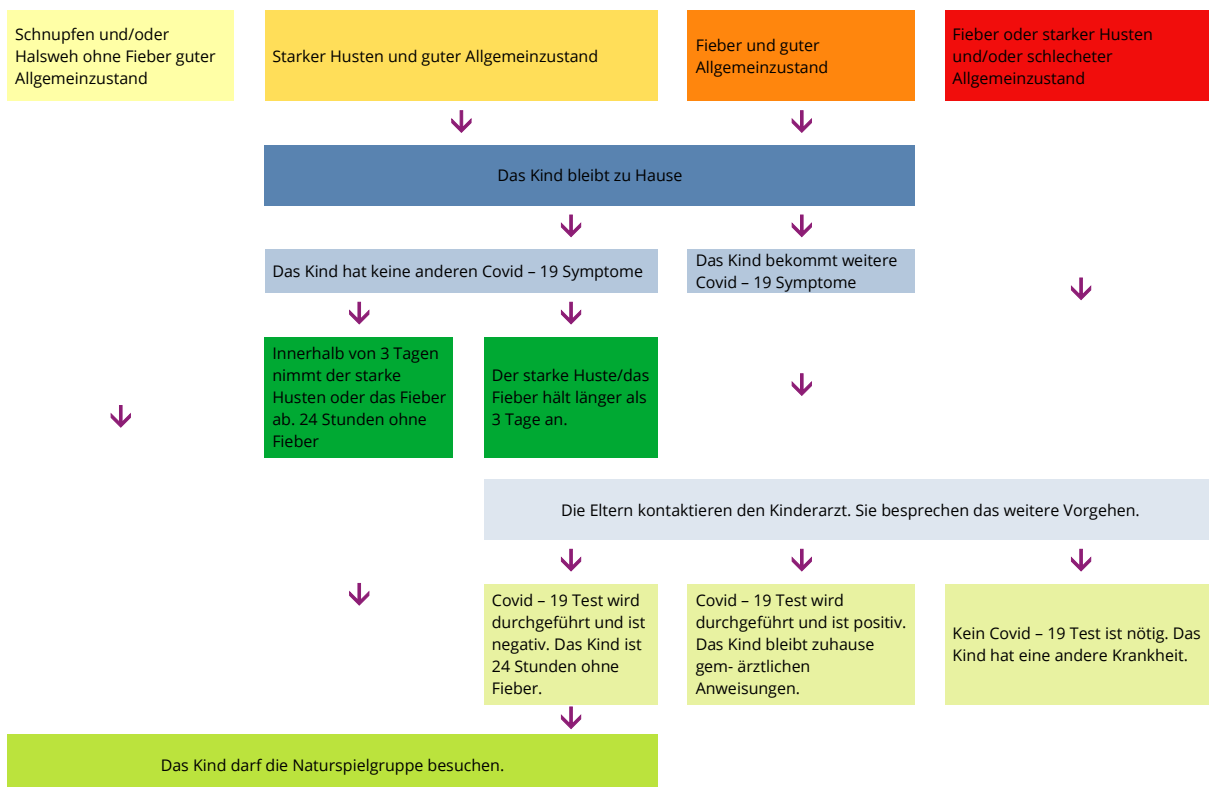 Schnupfen und/oder
Halsweh ohne Fieber guter
Allgemeinzustand
Starker Husten und guter Allgemeinzustand
Fieber und guter
Allgemeinzustand
Fieber oder starker Husten
und/oder schlecheter
Allgemeinzustand
Das Kind bleibt zu Hause
Das Kind hat keine anderen Covid – 19 Symptome
Das Kind bekommt weitere
Covid – 19 Symptome
Innerhalb von 3 Tagen
nimmt der starke
Husten oder das Fieber
ab. 24 Stunden ohne
Fieber
Der starke Huste/das
Fieber hält länger als
3 Tage an.
Die Eltern kontaktieren den Kinderarzt. Sie besprechen das weitere Vorgehen.
Covid – 19 Test wird
durchgeführt und ist
negativ. Das Kind ist
24 Stunden ohne
Fieber.
Covid – 19 Test wird
durchgeführt und ist positiv.
Das Kind bleibt zuhause
gem- ärztlichen
Anweisungen.
Kein Covid – 19 Test ist nötig. Das
Kind hat eine andere Krankheit.
Das Kind darf die Naturspielgruppe besuchen.